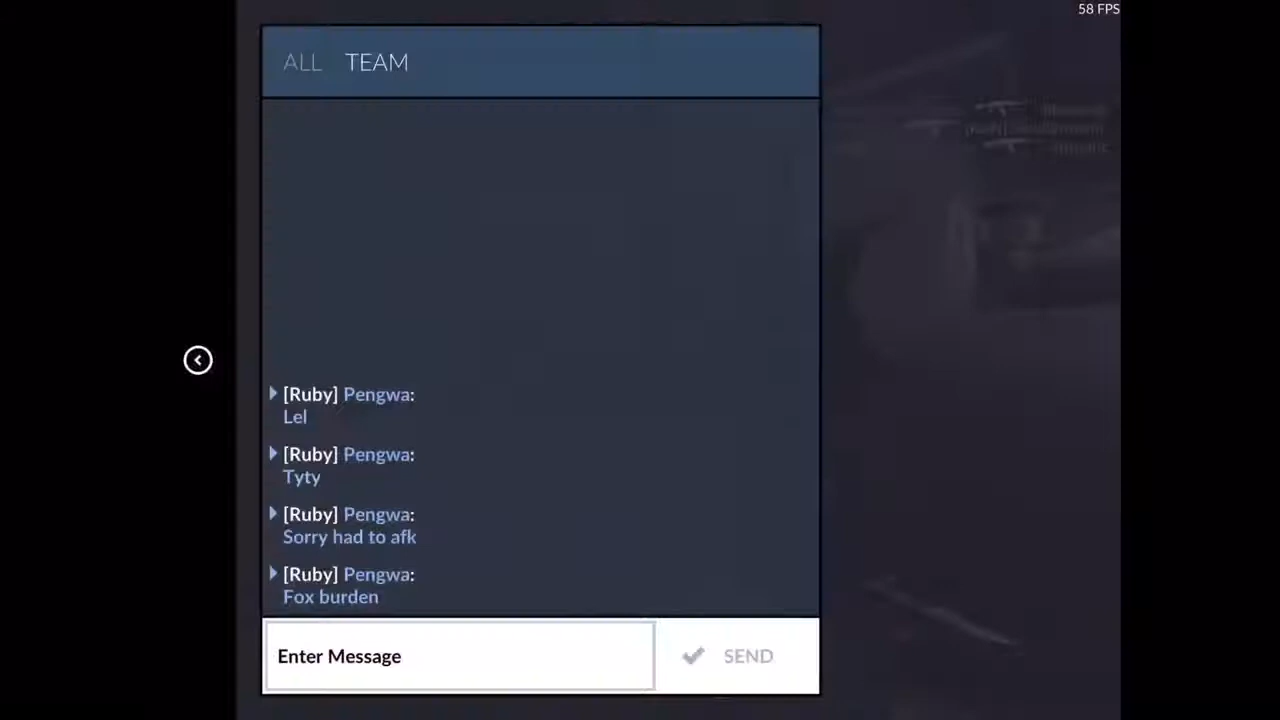 58 FPS
ALL TEAM
[Ruby] Pengwa:
Lel
[Ruby] Pengwa:
Tyty
[Ruby] Pengwa:
Sorry had to afk
[Ruby] Pengwa:
Fox burden
Enter Message
SEND